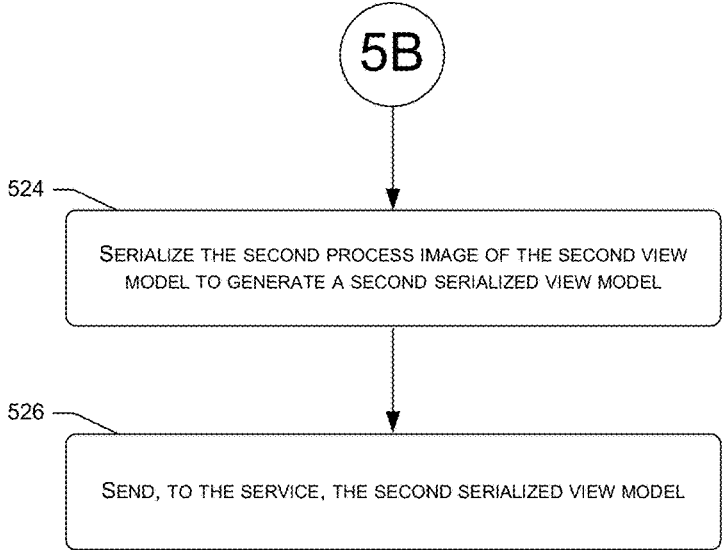 5B
524
SERIALIZE THE SECOND PROCESS IMAGE OF THE SECOND VIEW
MODEL TO GENERATE A SECOND SERIALIZED VIEW MODEL
526
SEND, TO THE SERVICE, THE SECOND SERIALIZED VIEW MODEL